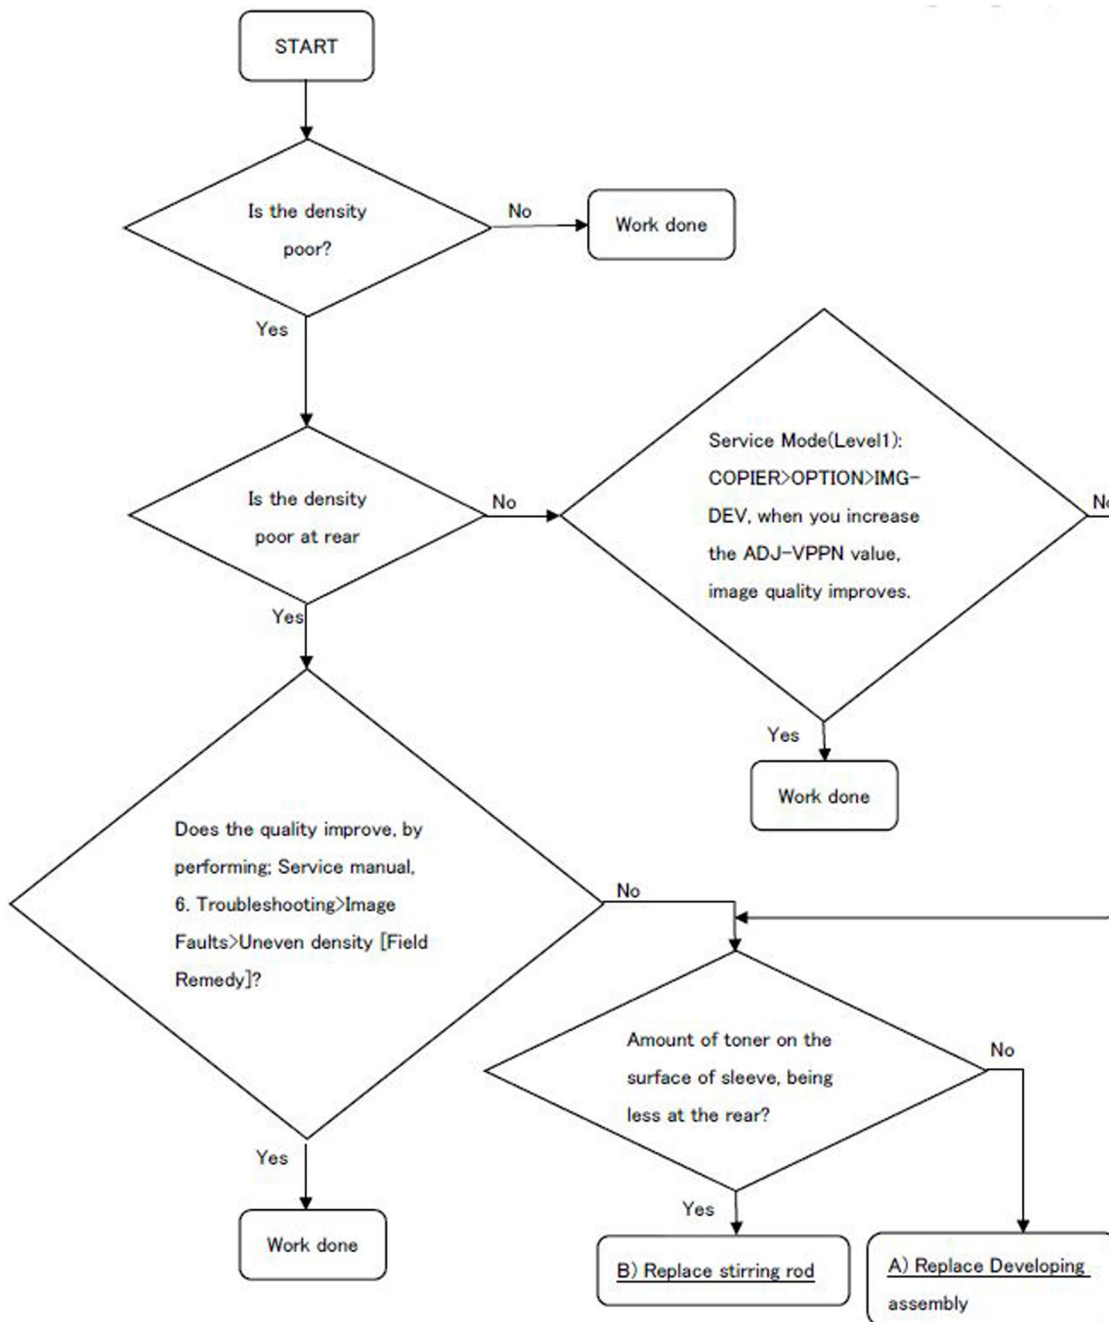 START
Is the density
poor?
No
Work done
Yes
Is the density
poor at rear
No
Service Mode(Level1):
COPIER>OPTION>IMG-
DEV, when you increase
the ADJ-VPPN value,
image quality improves.
No
Yes
Work done
Yes
Does the quality improve, by
performing; Service manual,
6. Troubleshooting>Image
Faults>Uneven density [Field
Remedy]?
No
Yes
Work done
Amount of toner on the
surface of sleeve, being
less at the rear?
No
Yes
B) Replace stirring rod
A) Replace Developing
assembly